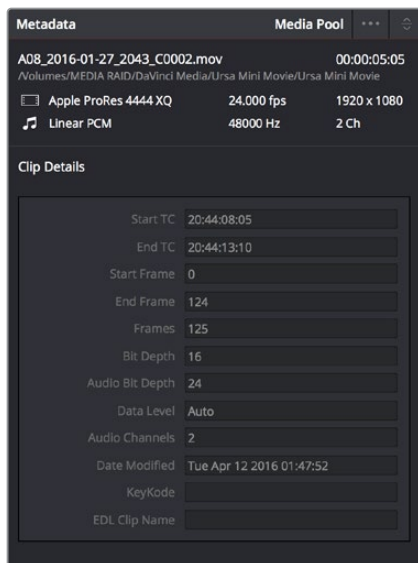 Metadata Media Pool
A08_2016-01-27_2043_C0002.mov 00:00:05:05
/Volumes/MEDIA RAID/DaVinci Media/Ursa Mini Movie/Ursa Mini Movie
Apple ProRes 4444 XQ 24.000 fps 1920 x 1080
Linear PCM 48000 Hz 2 Ch
Clip Details
Start TC 20:44:08:05
End TC 20:44:13:10
Start Frame 0
End Frame 124
Frames 125
Bit Depth 16
Audio Bit Depth 24
Data Level Auto
Audio Channels 2
Date Modified Tue Apr 12 2016 01:47:52
KeyKode
EDL Clip Name